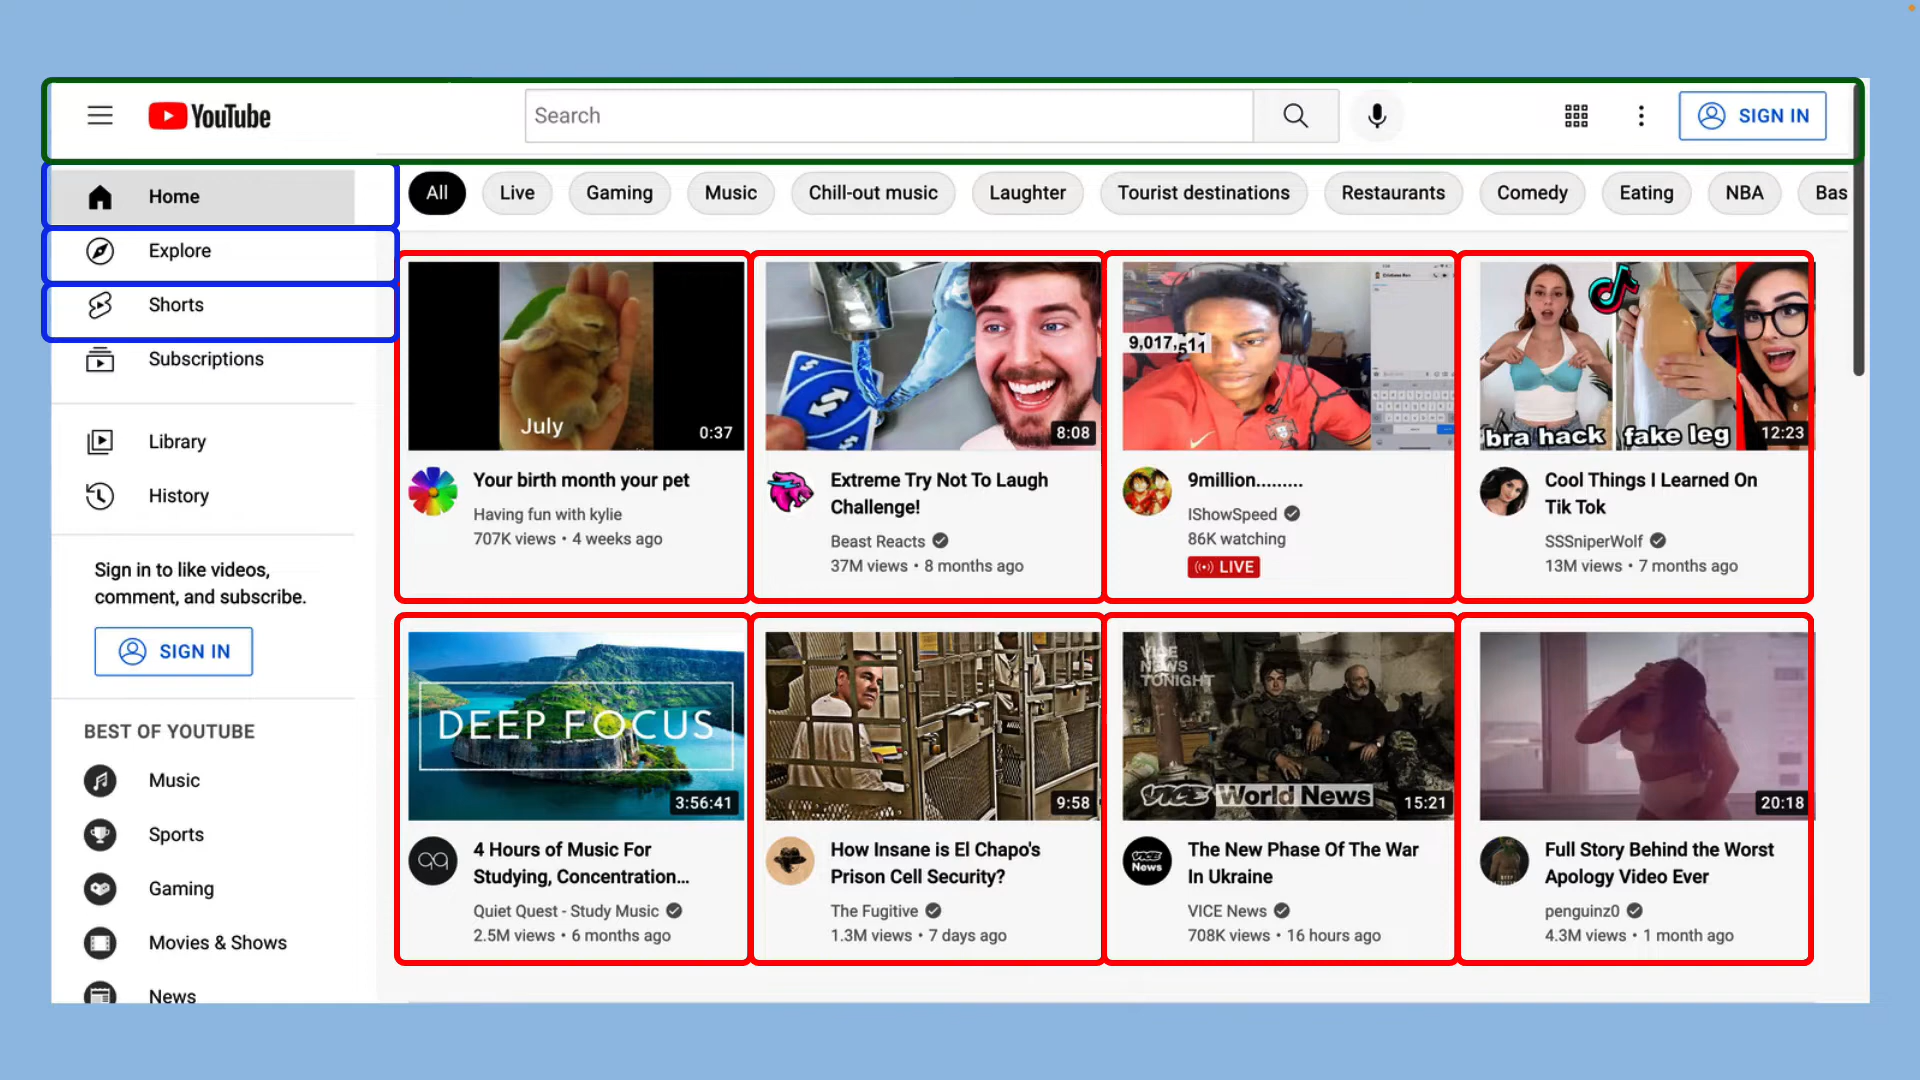 YouTube
Search
SIGN IN
Home
Explore
Shorts
Subscriptions
Library
History
Sign in to like videos,
comment, and subscribe.
SIGN IN
BEST OF YOUTUBE
Music
Sports
Gaming
Movies & Shows
News
All Live Gaming Music Chill-out music Laughter Tourist destinations Restaurants Comedy Eating NBA Bas
July
0:37
Your birth month your pet
Having fun with kylie
707K views • 4 weeks ago
8:08
Extreme Try Not To Laugh
Challenge!
Beast Reacts
37M views • 8 months ago
9,017,511
9million.........
IShowSpeed
86K watching
LIVE
bra hack fake leg
12:23
Cool Things I Learned On
Tik Tok
SSSniperWolf
13M views • 7 months ago
DEEP FOCUS
3:56:41
4 Hours of Music For
Studying, Concentration...
Quiet Quest - Study Music
2.5M views • 6 months ago
9:58
How Insane is El Chapo's
Prison Cell Security?
The Fugitive
1.3M views • 7 days ago
VICE
NEWS
TONIGHT
VICE World News
15:21
VICE
News
The New Phase Of The War
In Ukraine
VICE News
708K views • 16 hours ago
20:18
Full Story Behind the Worst
Apology Video Ever
penguinz0
4.3M views • 1 month ago